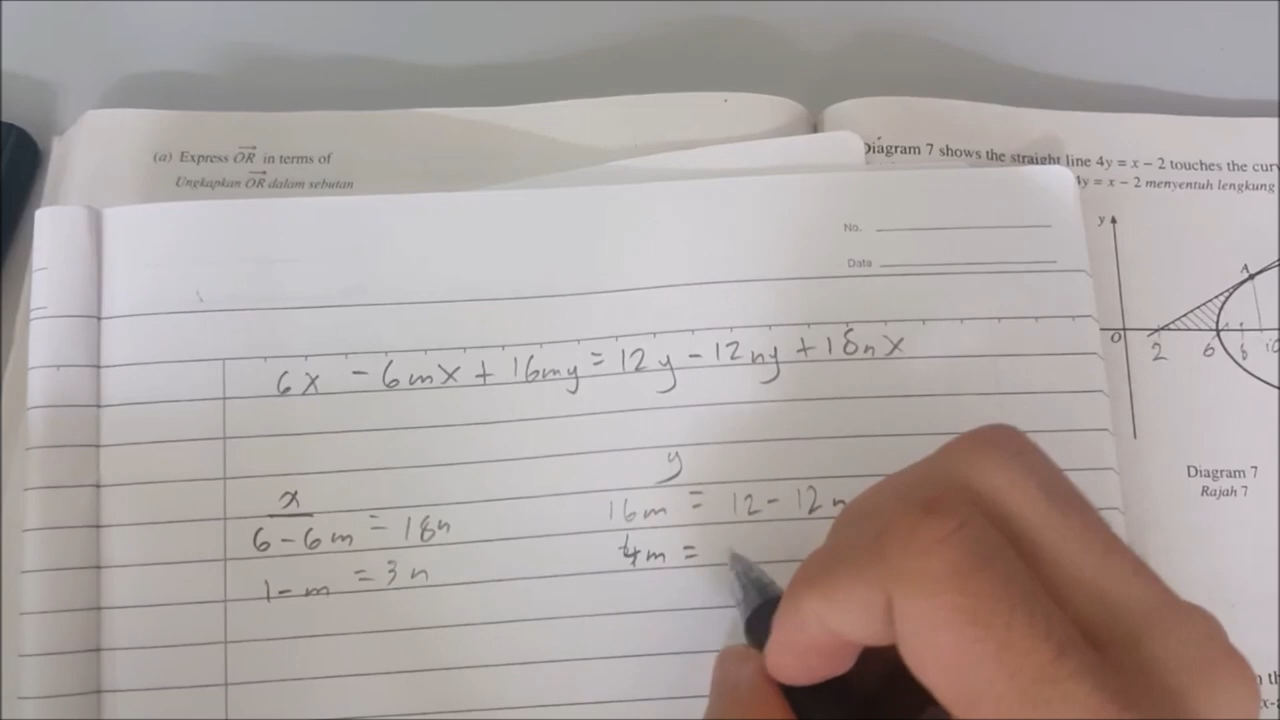 (a) Express OR in terms of
Ungkapkan OR dalam sebutan
Diagram 7 shows the straight line 4y = x − 2 touches the
4y = x − 2 menyentuh lengkung
No.
Date
y
A
O
2
6
Diagram 7
Rajah 7
6x − 6mx + 16my = 12y − 12ny + 18nx
x
6 − 6m = 18n
1 − m = 3n
y
16m = 12 − 12n
4m =